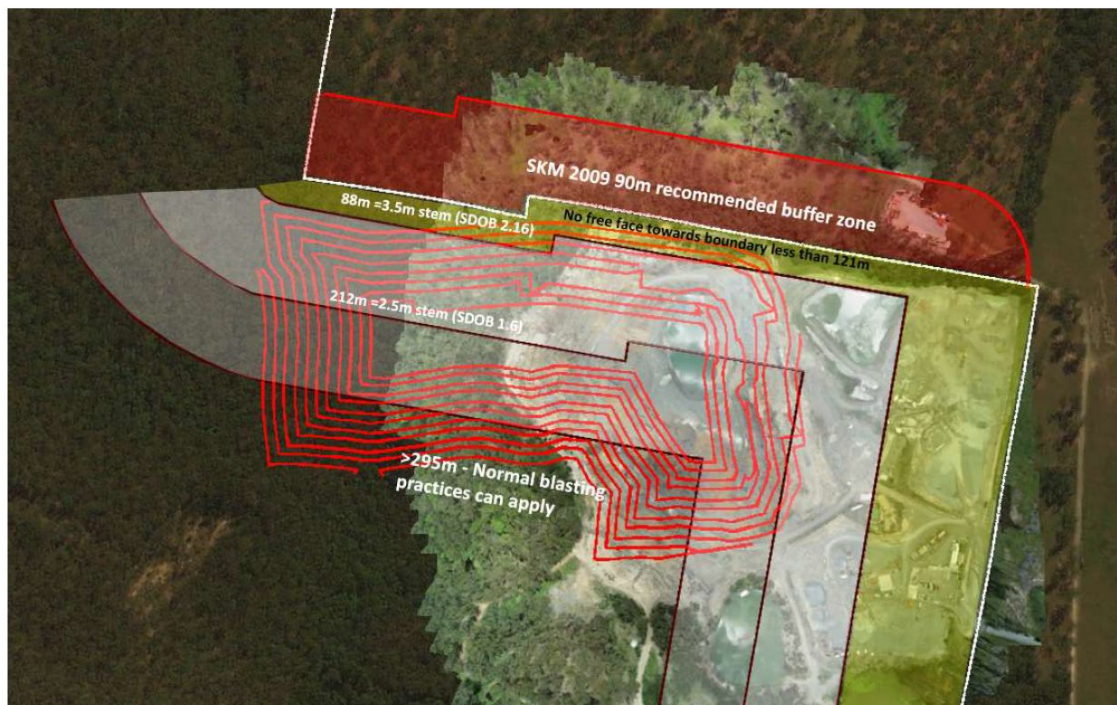 SKM 2009 90m recommended buffer zone
88m =3.5m stem (SDOB 2.16)
No free face towards boundary less than 121m
212m =2.5m stem (SDOB 1.6)
>295m - Normal blasting
practices can apply